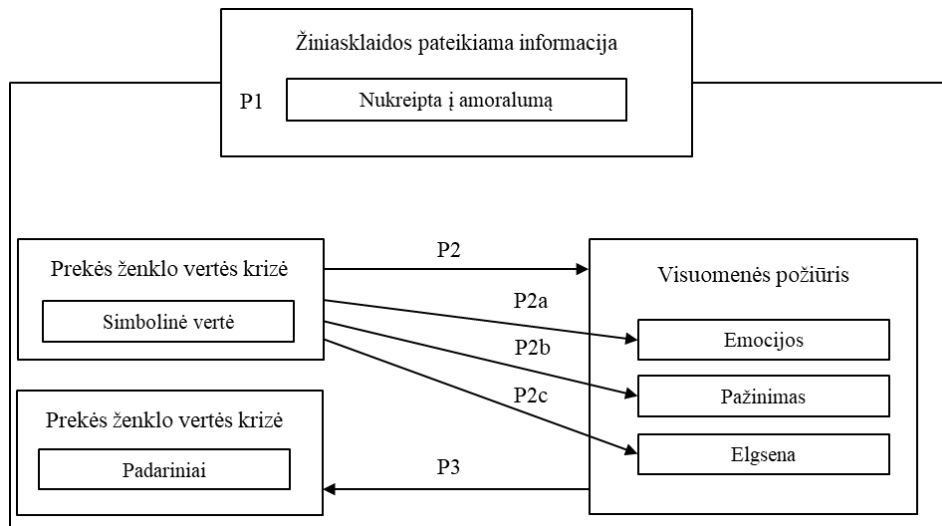 Žiniasklaidos pateikiama informacija
P1
Nukreipta į amoralumą
Prekės ženklo vertės krizė
Simbolinė vertė
P2
P2a
P2b
P2c
Visuomenės požiūris
Emocijos
Pažinimas
Elgsena
Prekės ženklo vertės krizė
Padariniai
P3